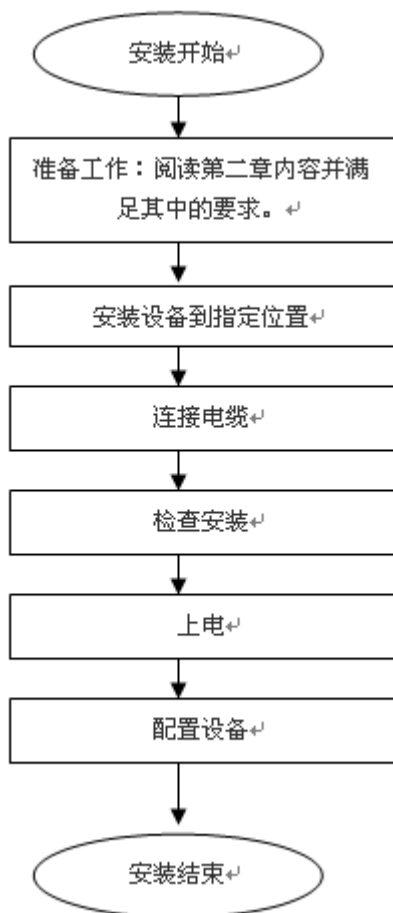 安装开始
准备工作：阅读第二章内容并满
足其中的要求。
安装设备到指定位置
连接电缆
检查安装
上电
配置设备
安装结束